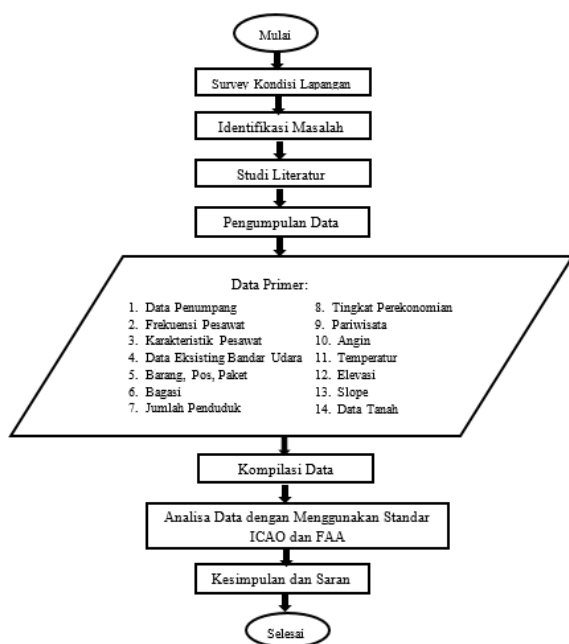 Mulai
Survey Kondisi Lapangan
Identifikasi Masalah
Studi Literatur
Pengumpulan Data
Data Primer:
1. Data Penumpang
2. Frekuensi Pesawat
3. Karakteristik Pesawat
4. Data Eksisting Bandar Udara
5. Barang, Pos, Paket
6. Bagasi
7. Jumlah Penduduk
8. Tingkat Perekonomian
9. Pariwisata
10. Angin
11. Temperatur
12. Elevasi
13. Slope
14. Data Tanah
Kompilasi Data
Analisa Data dengan Menggunakan Standar
ICAO dan FAA
Kesimpulan dan Saran
Selesai